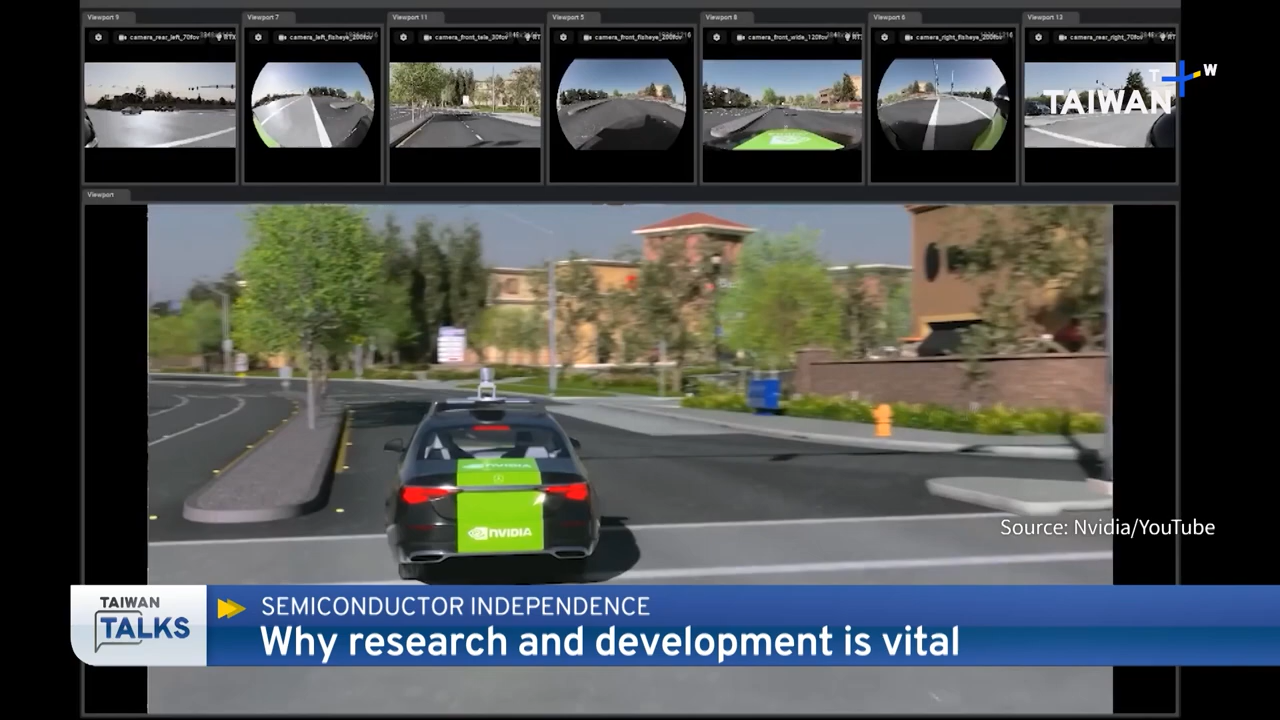 Viewport 9
Viewport 7
Viewport 11
Viewport 5
Viewport 8
Viewport 6
Viewport 13
camera_rear_left_70fov
camera_left_fisheye_200fov
camera_front_tele_30fov
camera_front_fisheye_200fov
camera_front_wide_120fov
camera_right_fisheye_200fov
camera_rear_right_70fov
T W
TAIWAN
Viewport
NVIDIA
NVIDIA
Source: Nvidia/YouTube
TAIWAN
TALKS
SEMICONDUCTOR INDEPENDENCE
Why research and development is vital